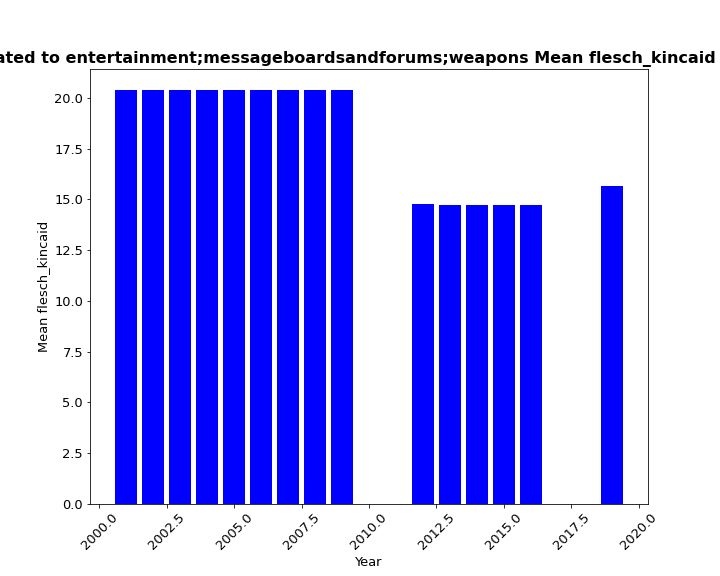 ated to entertainment;messageboardsandforums;weapons Mean flesch_kincaid
20.0
17.5
15.0
12.5
10.0
7.5
5.0
2.5
0.0
Mean flesch_kincaid
2000.0 2002.5 2005.0 2007.5 2010.0 2012.5 2015.0 2017.5 2020.0
Year